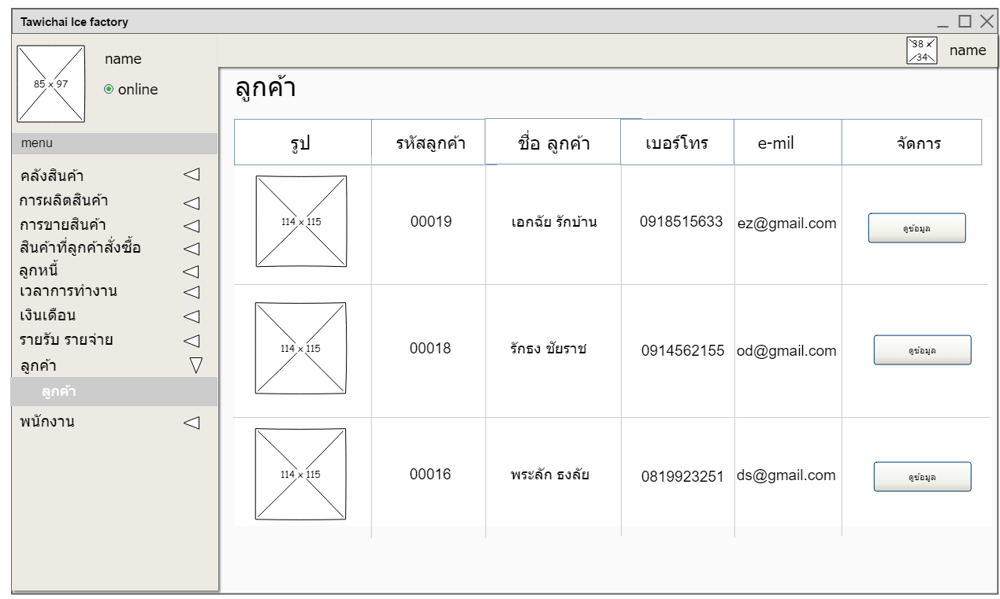 Tawichai Ice factory
85 x 97
name
online
38 x 34
name
menu
คลังสินค้า
การผลิตสินค้า
การขายสินค้า
สินค้าที่ลูกค้าสั่งซื้อ
ลูกหนี้
เวลาการทำงาน
เงินเดือน
รายรับ รายจ่าย
ลูกค้า
ลูกค้า
พนักงาน
ลูกค้า
รูป รหัสลูกค้า ชื่อ ลูกค้า เบอร์โทร e-mil จัดการ
114 x 115 00019 เอกฉัย รักบ้าน 0918515633 ez@gmail.com ดูข้อมูล
114 x 115 00018 รักธง ชัยราช 0914562155 od@gmail.com ดูข้อมูล
114 x 115 00016 พระลัก ธงลัย 0819923251 ds@gmail.com ดูข้อมูล